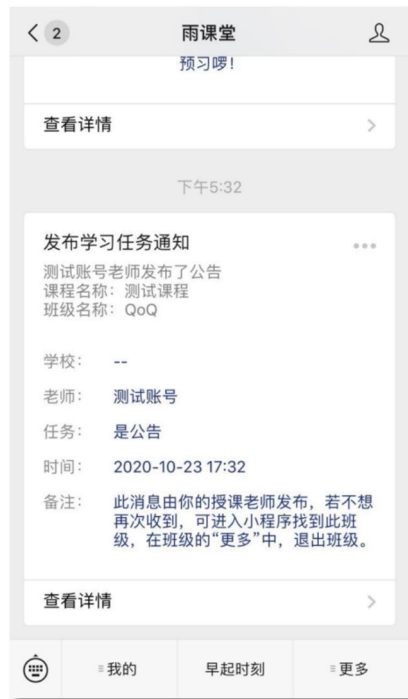 2
雨课堂
预习啰!
查看详情
下午5:32
发布学习任务通知
测试账号老师发布了公告
课程名称：测试课程
班级名称：QoQ
学校： --
老师： 测试账号
任务： 是公告
时间： 2020-10-23 17:32
备注： 此消息由你的授课老师发布，若不想
再次收到，可进入小程序找到此班
级，在班级的“更多”中，退出班级。
查看详情
我的 早起时刻 更多